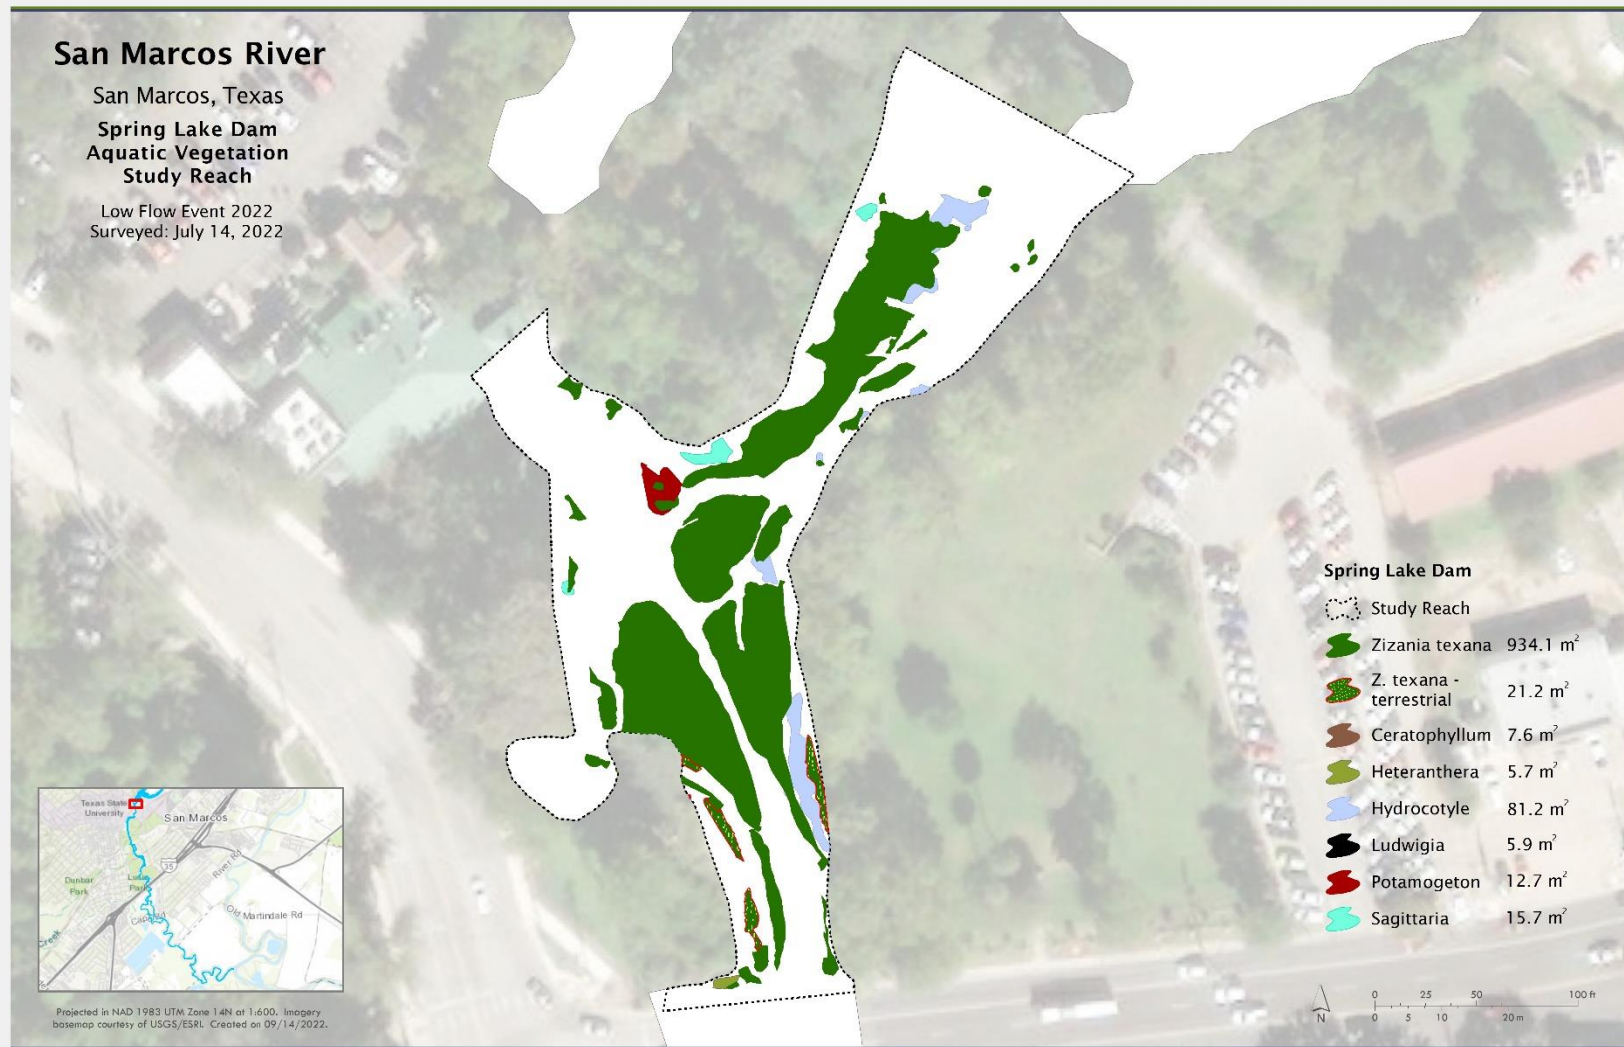 San Marcos River
San Marcos, Texas
Spring Lake Dam
Aquatic Vegetation
Study Reach
Low Flow Event 2022
Surveyed: July 14, 2022
Spring Lake Dam
Study Reach
Zizania texana 934.1 m²
Z. texana -
terrestrial 21.2 m²
Ceratophyllum 7.6 m²
Heteranthera 5.7 m²
Hydrocotyle 81.2 m²
Ludwigia 5.9 m²
Potamogeton 12.7 m²
Sagittaria 15.7 m²
Texas State
University
San Marcos
River Rd
35
Dunbar
Park
Old Martindale Rd
Creek
Projected in NAD 1983 UTM Zone 14N at 1:600. Imagery
basemap courtesy of USGS/ESRI. Created on 09/14/2022.
N
0 25 50 100 ft
0 5 10 20 m